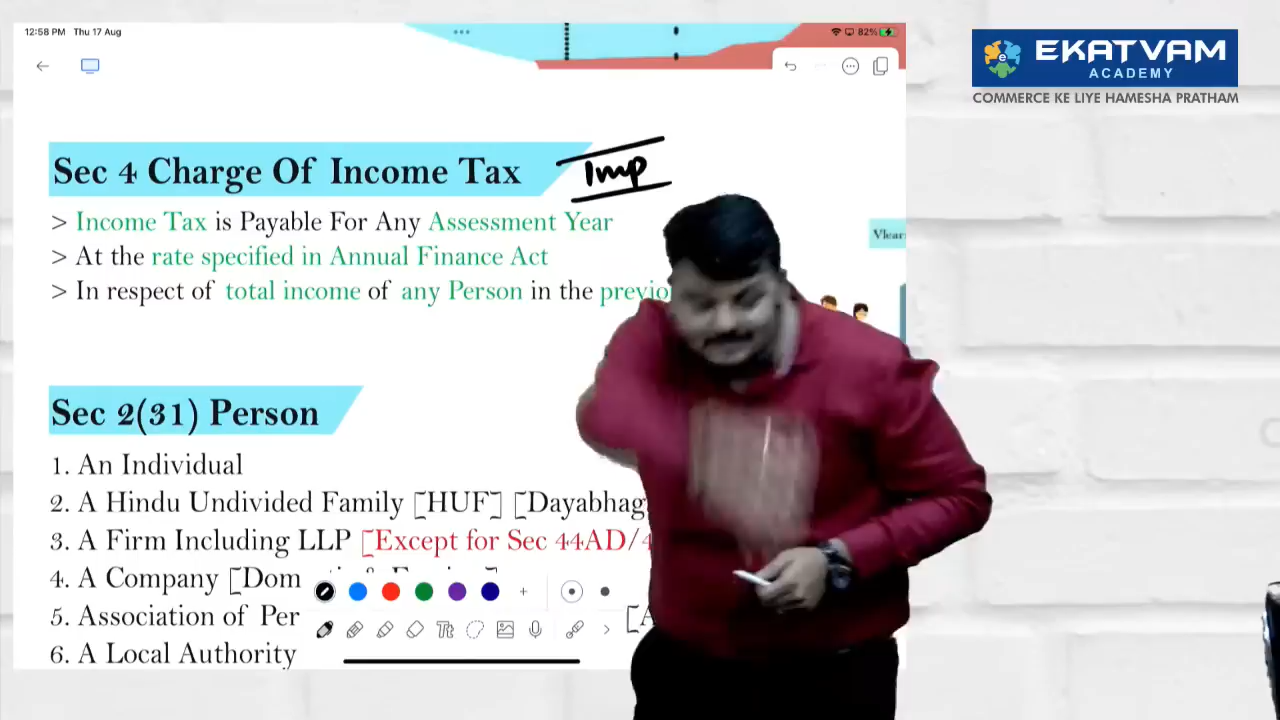 12:58 PM Thu 17 Aug
82%
EKATVAM
ACADEMY
COMMERCE KE LIYE HAMESHA PRATHAM
Sec 4 Charge Of Income Tax
Imp
> Income Tax is Payable For Any Assessment Year
> At the rate specified in Annual Finance Act
> In respect of total income of any Person in the previo
Vlear
Sec 2(31) Person
1. An Individual
2. A Hindu Undivided Family [HUF] [Dayabhag
3. A Firm Including LLP [Except for Sec 44AD/4
4. A Company [Dom
5. Association of Per [A
6. A Local Authority